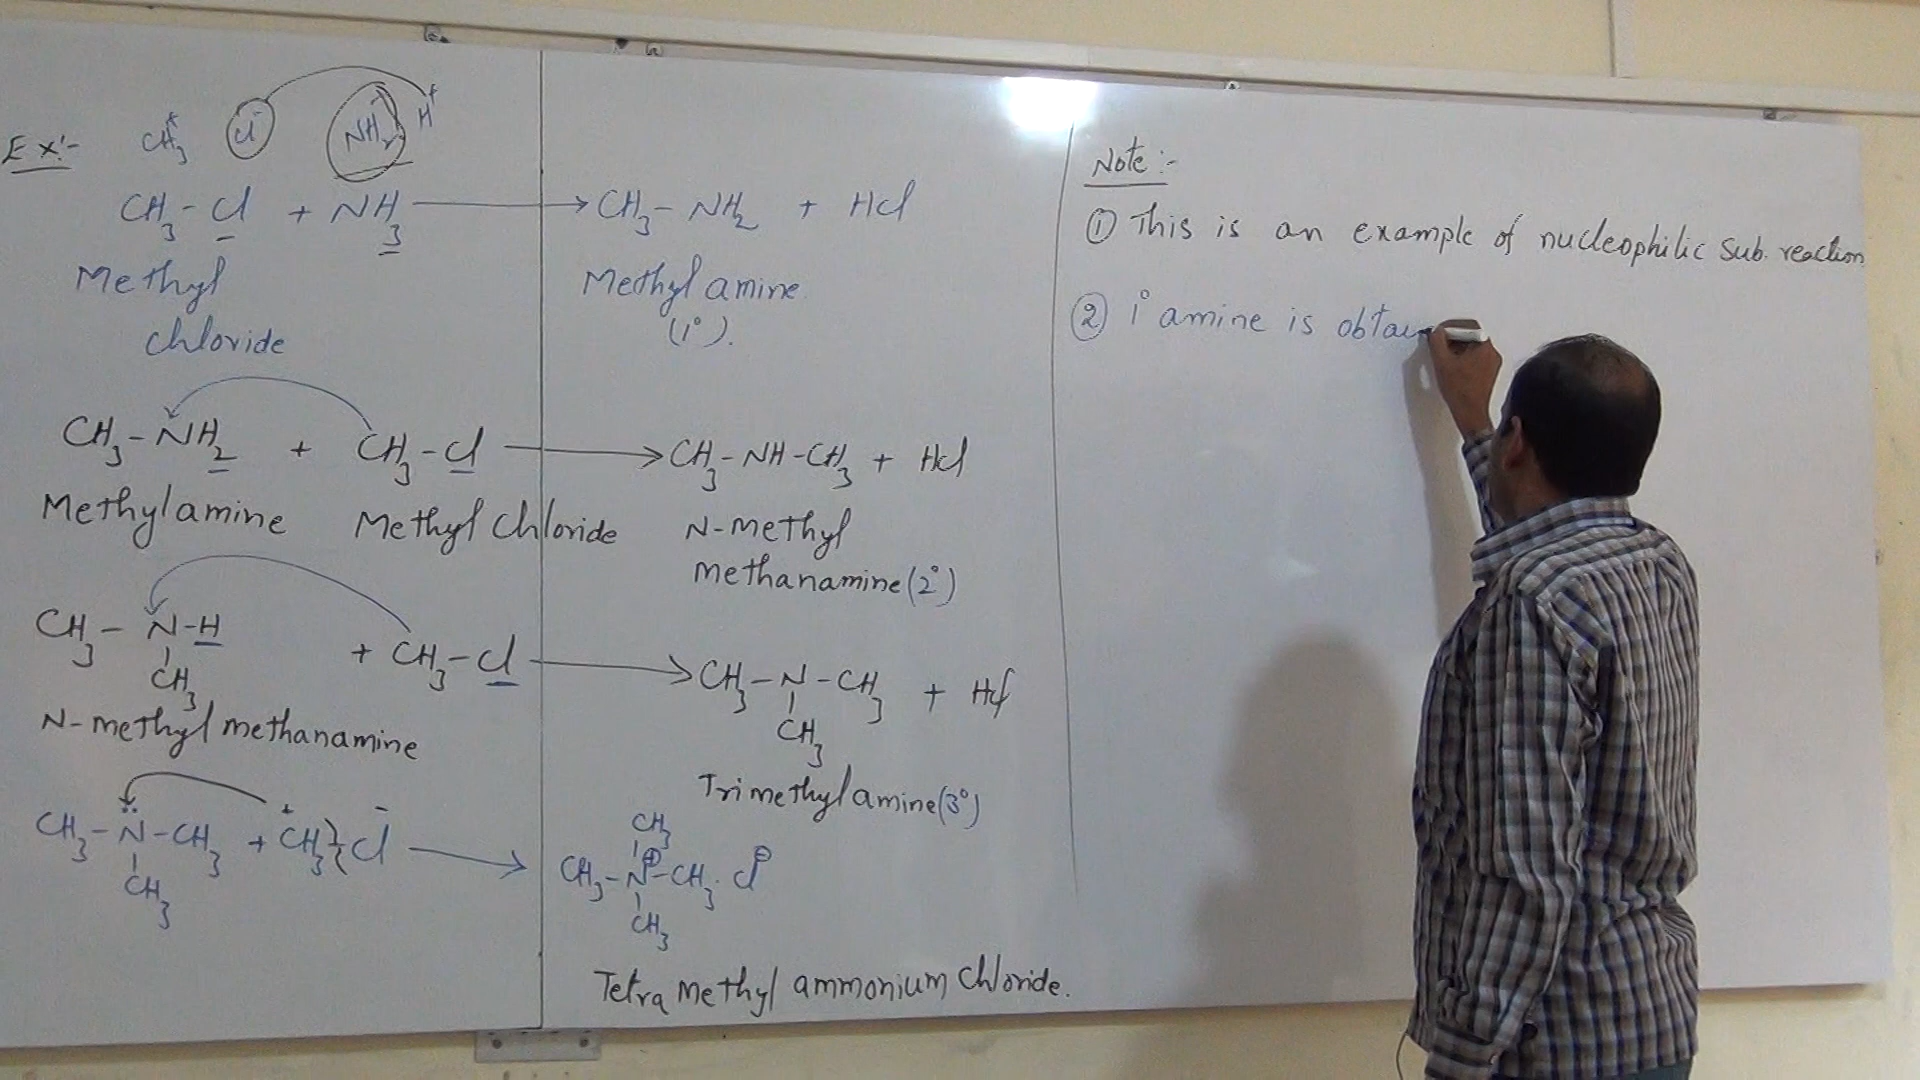 Ex:- CH3+ Cl- NH2- H+
CH3 - Cl + NH3 → CH3 - NH2 + HCl
Methyl chloride
Methyl amine (1°).
CH3 - NH2 + CH3 - Cl → CH3 - NH - CH3 + HCl
Methylamine Methyl Chloride
N-methyl
methanamine (2°)
CH3 - N - H + CH3 - Cl → CH3 - N - CH3 + HCl
CH3
CH3
N-methyl methanamine
Trimethylamine (3°)
CH3
CH3 - N̈ - CH3 + +CH3 Cl- → CH3 - N⊕ - CH3 . Cl⊖
CH3
CH3
Tetra Methyl ammonium Chloride.
Note :-
① This is an example of nucleophilic Sub. reaction
② 1° amine is obtain